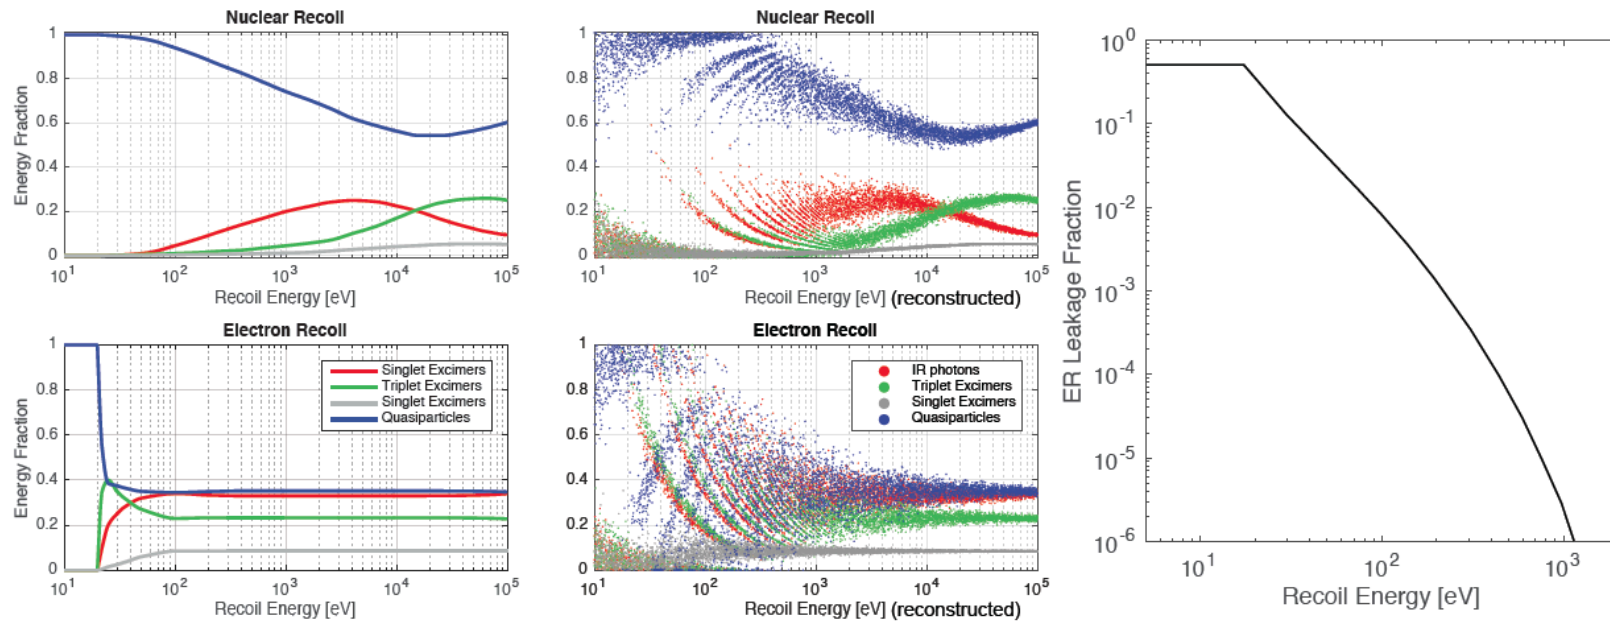 Nuclear Recoil
1
0.8
0.6
0.4
0.2
0
Energy Fraction
10^1 10^2 10^3 10^4 10^5
Recoil Energy [eV]
Nuclear Recoil
1
0.8
0.6
0.4
0.2
0
10^1 10^2 10^3 10^4 10^5
Recoil Energy [eV] (reconstructed)
Electron Recoil
1
0.8
0.6
0.4
0.2
0
Energy Fraction
Singlet Excimers
Triplet Excimers
Singlet Excimers
Quasiparticles
10^1 10^2 10^3 10^4 10^5
Recoil Energy [eV]
Electron Recoil
1
0.8
0.6
0.4
0.2
0
IR photons
Triplet Excimers
Singlet Excimers
Quasiparticles
10^1 10^2 10^3 10^4 10^5
Recoil Energy [eV] (reconstructed)
10^0
10^-1
10^-2
10^-3
10^-4
10^-5
10^-6
ER Leakage Fraction
10^1 10^2 10^3
Recoil Energy [eV]